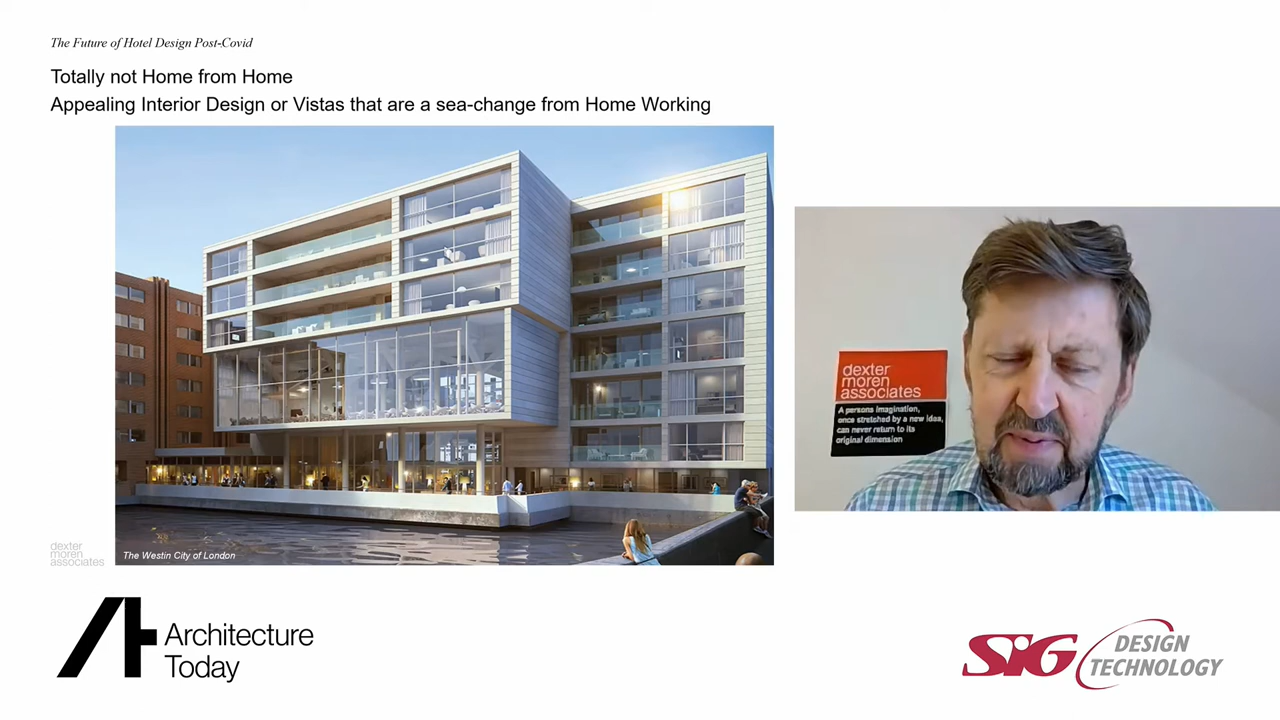 The Future of Hotel Design Post-Covid
Totally not Home from Home
Appealing Interior Design or Vistas that are a sea-change from Home Working
dexter
moren
associates
A persons imagination,
once stretched by a new idea,
can never return to its
original dimension
dexter
moren
associates
The Westin City of London
Architecture
Today
SIG
DESIGN
TECHNOLOGY